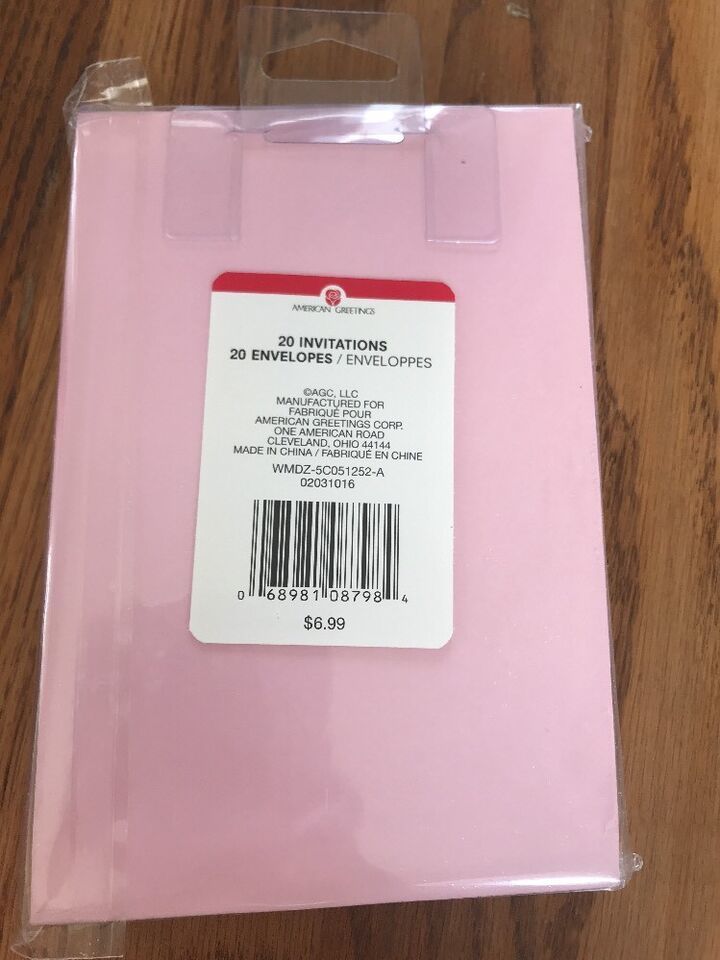 AMERICAN GREETINGS
20 INVITATIONS
20 ENVELOPES / ENVELOPPES
©AGC, LLC
MANUFACTURED FOR
FABRIQUÉ POUR
AMERICAN GREETINGS CORP.
ONE AMERICAN ROAD
CLEVELAND, OHIO 44144
MADE IN CHINA / FABRIQUÉ EN CHINE
WMDZ-5C051252-A
02031016
0 68981 08798 4
$6.99